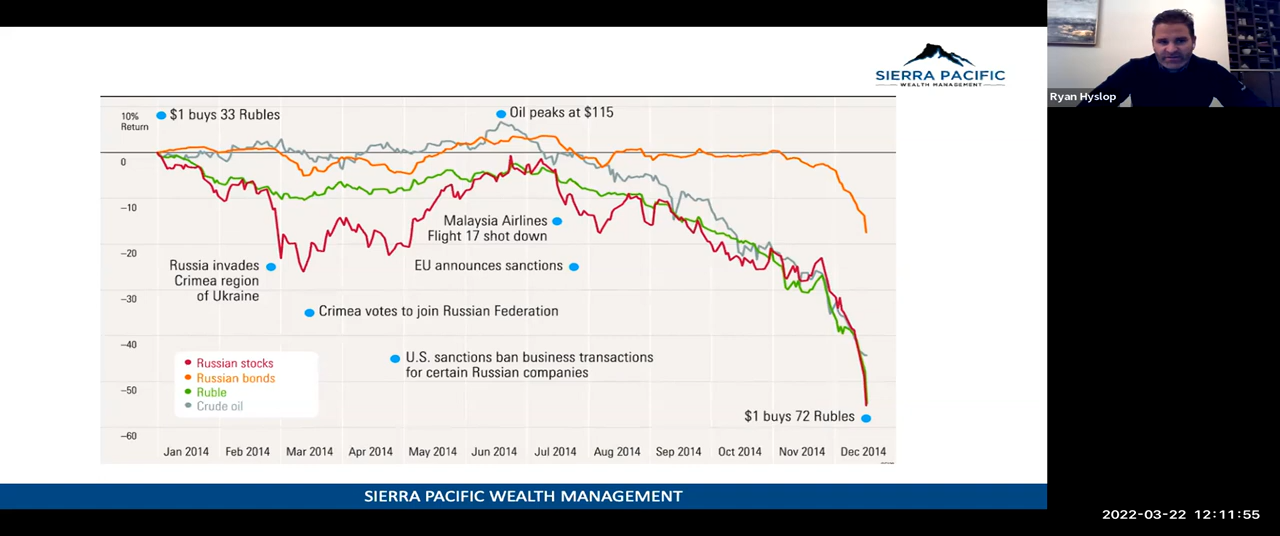 SIERRA PACIFIC
WEALTH MANAGEMENT
Ryan Hyslop
10%
Return
0
–10
–20
–30
–40
–50
–60
$1 buys 33 Rubles
Oil peaks at $115
Malaysia Airlines
Flight 17 shot down
Russia invades
Crimea region
of Ukraine
EU announces sanctions
Crimea votes to join Russian Federation
U.S. sanctions ban business transactions
for certain Russian companies
Russian stocks
Russian bonds
Ruble
Crude oil
$1 buys 72 Rubles
Jan 2014 Feb 2014 Mar 2014 Apr 2014 May 2014 Jun 2014 Jul 2014 Aug 2014 Sep 2014 Oct 2014 Nov 2014 Dec 2014
SIERRA PACIFIC WEALTH MANAGEMENT
2022-03-22 12:11:55